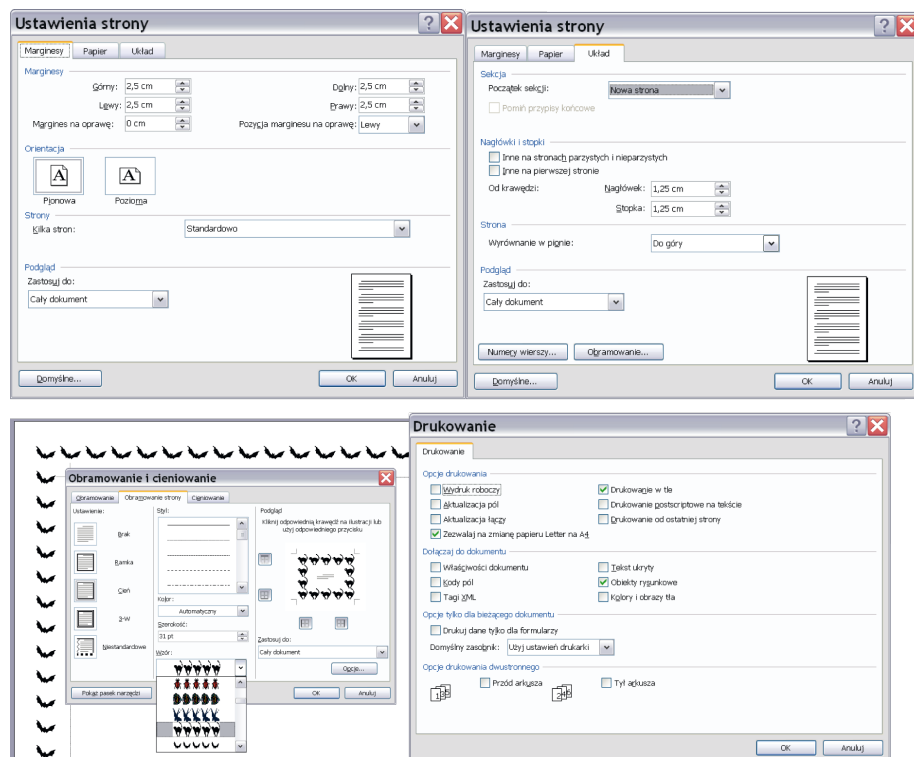 Ustawienia strony
Marginesy Papier Układ
Marginesy
Górny: 2,5 cm Dolny: 2,5 cm
Lewy: 2,5 cm Prawy: 2,5 cm
Margines na oprawę: 0 cm Pozycja marginesu na oprawę: Lewy
Orientacja
Pionowa Pozioma
Strony
Kilka stron: Standardowo
Podgląd
Zastosuj do:
Cały dokument
Domyślne... OK Anuluj
Ustawienia strony
Marginesy Papier Układ
Sekcja
Początek sekcji: Nowa strona
Pomiń przypisy końcowe
Nagłówki i stopki
Inne na stronach parzystych i nieparzystych
Inne na pierwszej stronie
Od krawędzi: Nagłówek: 1,25 cm
Stopka: 1,25 cm
Strona
Wyrównanie w pionie: Do góry
Podgląd
Zastosuj do:
Cały dokument
Numery wierszy... Obramowanie...
Domyślne... OK Anuluj
Obramowanie i cieniowanie
Obramowanie Obramowanie strony Cieniowanie
Ustawienie: Styl: Podgląd
Kliknij odpowiednią krawędź na ilustracji lub
użyj odpowiedniego przycisku
Brak
Ramka
Cień
3-W
Niestandardowe
Kolor:
Automatyczny
Szerokość:
31 pt
Wzór:
Zastosuj do:
Cały dokument
Opcje...
Pokaż pasek narzędzi OK Anuluj
Drukowanie
Drukowanie
Opcje drukowania
Wydruk roboczy Drukowanie w tle
Aktualizacja pól Drukowanie postscriptowe na tekście
Aktualizacja łączy Drukowanie od ostatniej strony
Zezwalaj na zmianę papieru Letter na A4
Dołączaj do dokumentu
Właściwości dokumentu Tekst ukryty
Kody pól Obiekty rysunkowe
Tagi XML Kolory i obrazy tła
Opcje tylko dla bieżącego dokumentu
Drukuj dane tylko dla formularzy
Domyślny zasobnik: Użyj ustawień drukarki
Opcje drukowania dwustronnego
Przód arkusza Tył arkusza
OK Anuluj